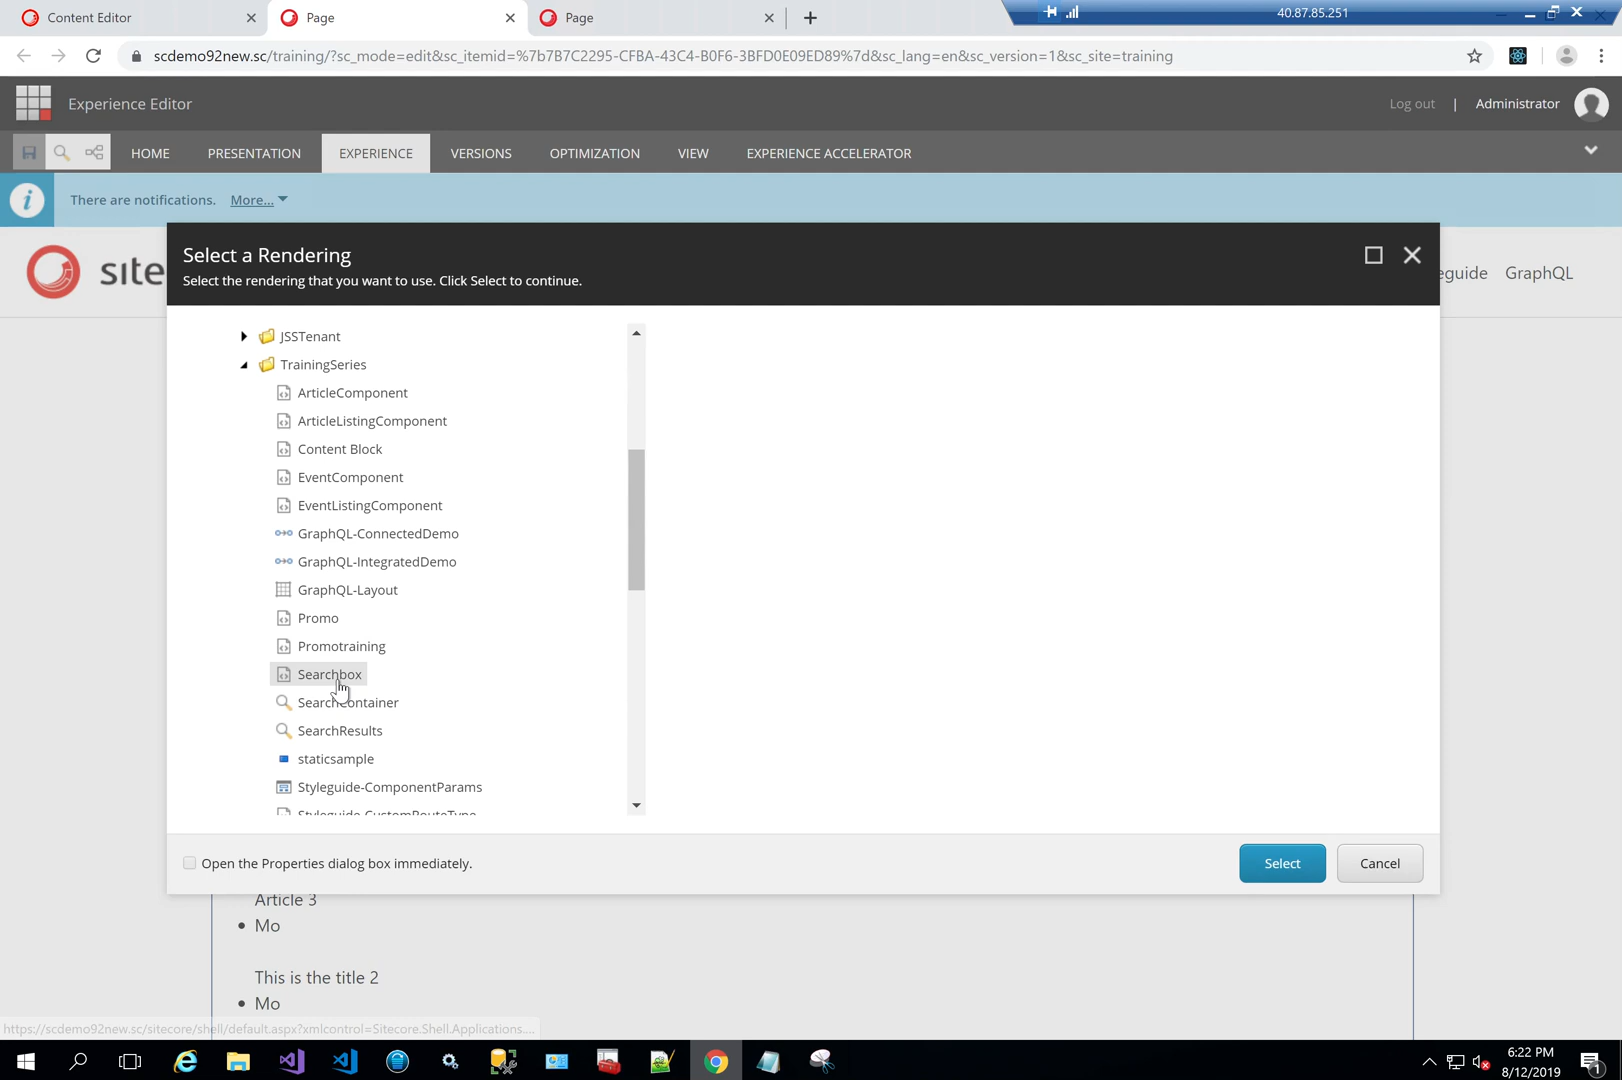 Content Editor
Page
Page
40.87.85.251
scdemo92new.sc/training/?sc_mode=edit&sc_itemid=%7b7B7C2295-CFBA-43C4-B0F6-3BFD0E09ED89%7d&sc_lang=en&sc_version=1&sc_site=training
Experience Editor
Log out | Administrator
HOME PRESENTATION EXPERIENCE VERSIONS OPTIMIZATION VIEW EXPERIENCE ACCELERATOR
There are notifications. More...
Select a Rendering
Select the rendering that you want to use. Click Select to continue.
site
eguide GraphQL
JSSTenant
TrainingSeries
ArticleComponent
ArticleListingComponent
Content Block
EventComponent
EventListingComponent
GraphQL-ConnectedDemo
GraphQL-IntegratedDemo
GraphQL-Layout
Promo
Promotraining
Searchbox
SearchContainer
SearchResults
staticsample
Styleguide-ComponentParams
Styleguide-CustomRouteType
Open the Properties dialog box immediately.
Select
Cancel
Article 3
Mo
This is the title 2
Mo
https://scdemo92new.sc/sitecore/shell/default.aspx?xmlcontrol=Sitecore.Shell.Applications....
6:22 PM
8/12/2019
1